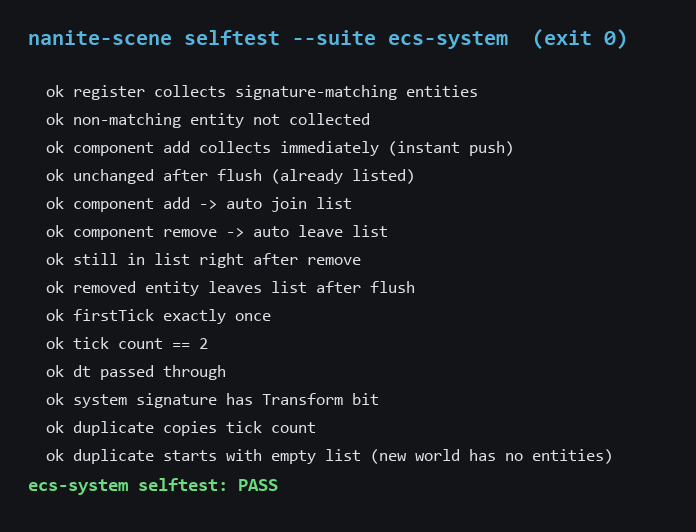 nanite-scene selftest --suite ecs-system  (exit 0)
ok register collects signature-matching entities
ok non-matching entity not collected
ok component add collects immediately (instant push)
ok unchanged after flush (already listed)
ok component add -> auto join list
ok component remove -> auto leave list
ok still in list right after remove
ok removed entity leaves list after flush
ok firstTick exactly once
ok tick count == 2
ok dt passed through
ok system signature has Transform bit
ok duplicate copies tick count
ok duplicate starts with empty list (new world has no entities)
ecs-system selftest: PASS